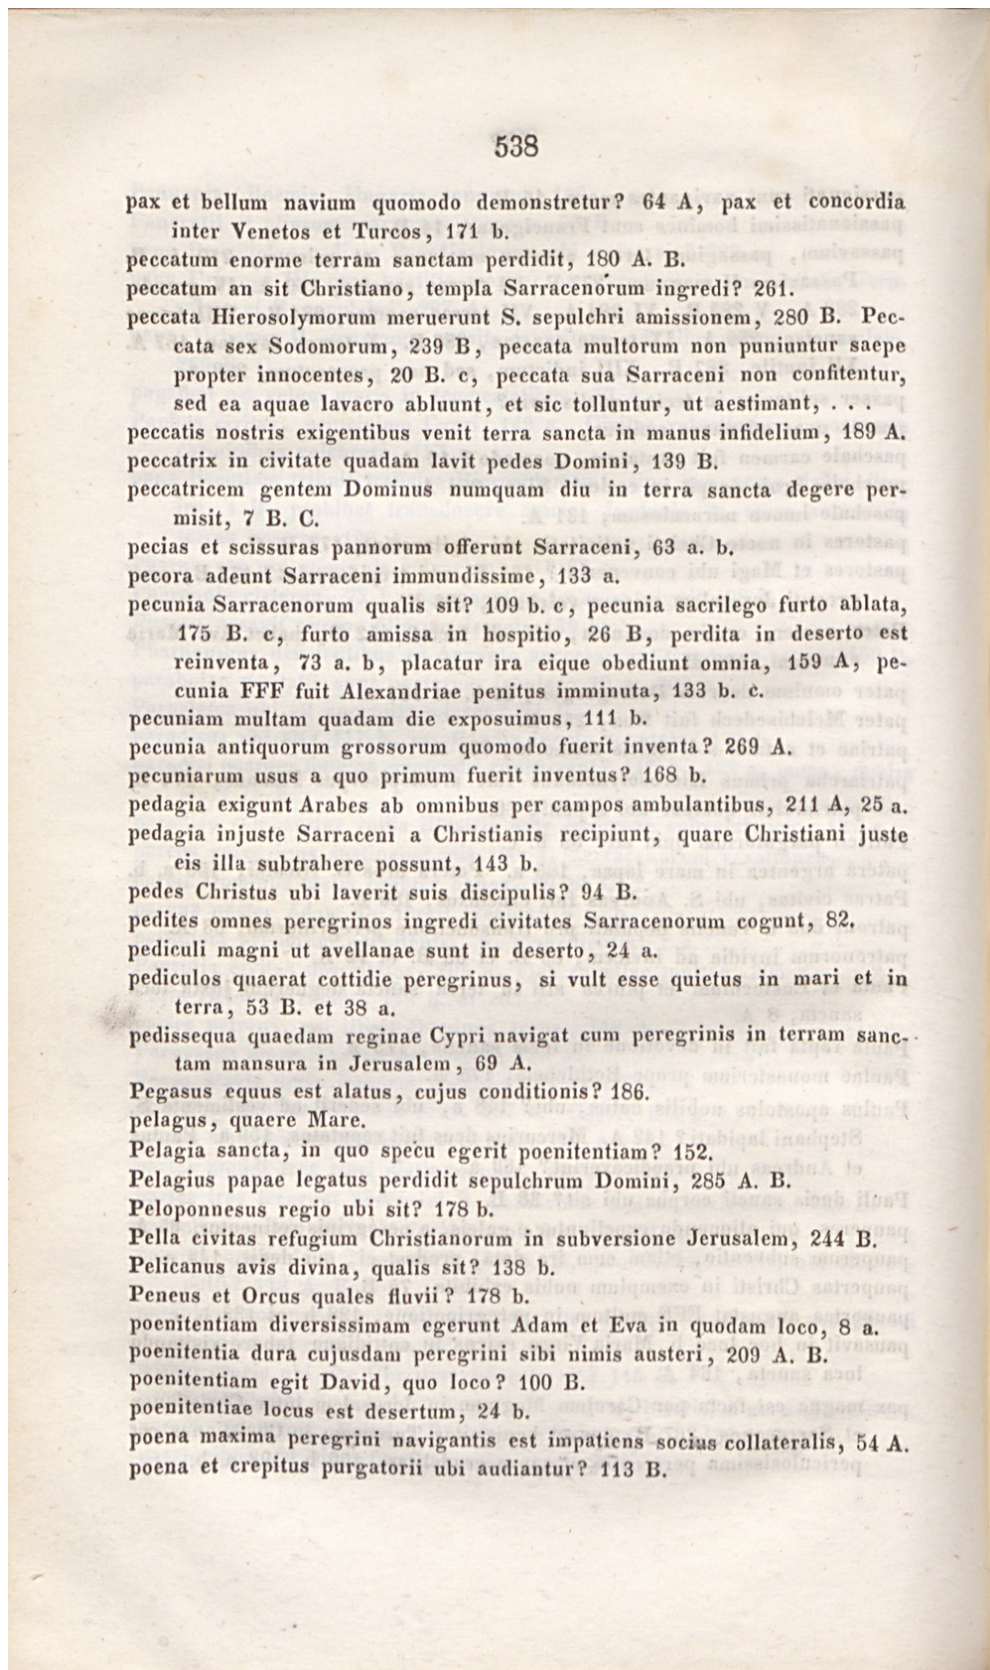 538
pax et bellum navium quomodo demonstretur? 64 A, pax et concordia
inter Venetos et Turcos, 171 b.
peccatum enorme terram sanctam perdidit, 180 A. B.
peccatum an sit Christiano, templa Sarracenorum ingredi? 261.
peccata Hierosolymorum meruerunt S. sepulchri amissionem, 280 B. Pec-
cata sex Sodomorum, 239 B, peccata multorum non puniuntur saepe
propter innocentes, 20 B. c, peccata sua Sarraceni non confitentur,
sed ea aquae lavacro abluunt, et sic tolluntur, ut aestimant, . . .
peccatis nostris exigentibus venit terra sancta in manus infidelium, 189 A.
peccatrix in civitate quadam lavit pedes Domini, 139 B.
peccatricem gentem Dominus numquam diu in terra sancta degere per-
misit, 7 B. C.
pecias et scissuras pannorum offerunt Sarraceni, 63 a. b.
pecora adeunt Sarraceni immundissime, 133 a.
pecunia Sarracenorum qualis sit? 109 b. c, pecunia sacrilego furto ablata,
175 B. c, furto amissa in hospitio, 26 B, perdita in deserto est
reinventa, 73 a. b, placatur ira eique obediunt omnia, 159 A, pe-
cunia FFF fuit Alexandriae penitus imminuta, 133 b. c.
pecuniam multam quadam die exposuimus, 111 b.
pecunia antiquorum grossorum quomodo fuerit inventa? 269 A.
pecuniarum usus a quo primum fuerit inventus? 168 b.
pedagia exigunt Arabes ab omnibus per campos ambulantibus, 211 A, 25 a.
pedagia injuste Sarraceni a Christianis recipiunt, quare Christiani juste
eis illa subtrahere possunt, 143 b.
pedes Christus ubi laverit suis discipulis? 94 B.
pedites omnes peregrinos ingredi civitates Sarracenorum cogunt, 82.
pediculi magni ut avellanae sunt in deserto, 24 a.
pediculos quaerat cottidie peregrinus, si vult esse quietus in mari et in
terra, 53 B. et 38 a.
pedissequa quaedam reginae Cypri navigat cum peregrinis in terram sanc-
tam mansura in Jerusalem, 69 A.
Pegasus equus est alatus, cujus conditionis? 186.
pelagus, quaere Mare.
Pelagia sancta, in quo specu egerit poenitentiam? 152.
Pelagius papae legatus perdidit sepulchrum Domini, 285 A. B.
Peloponnesus regio ubi sit? 178 b.
Pella civitas refugium Christianorum in subversione Jerusalem, 244 B.
Pelicanus avis divina, qualis sit? 138 b.
Peneus et Orcus quales fluvii? 178 b.
poenitentiam diversissimam egerunt Adam et Eva in quodam loco, 8 a.
poenitentia dura cujusdam peregrini sibi nimis austeri, 209 A. B.
poenitentiam egit David, quo loco? 100 B.
poenitentiae locus est desertum, 24 b.
poena maxima peregrini navigantis est impatiens socius collateralis, 54 A.
poena et crepitus purgatorii ubi audiantur? 113 B.